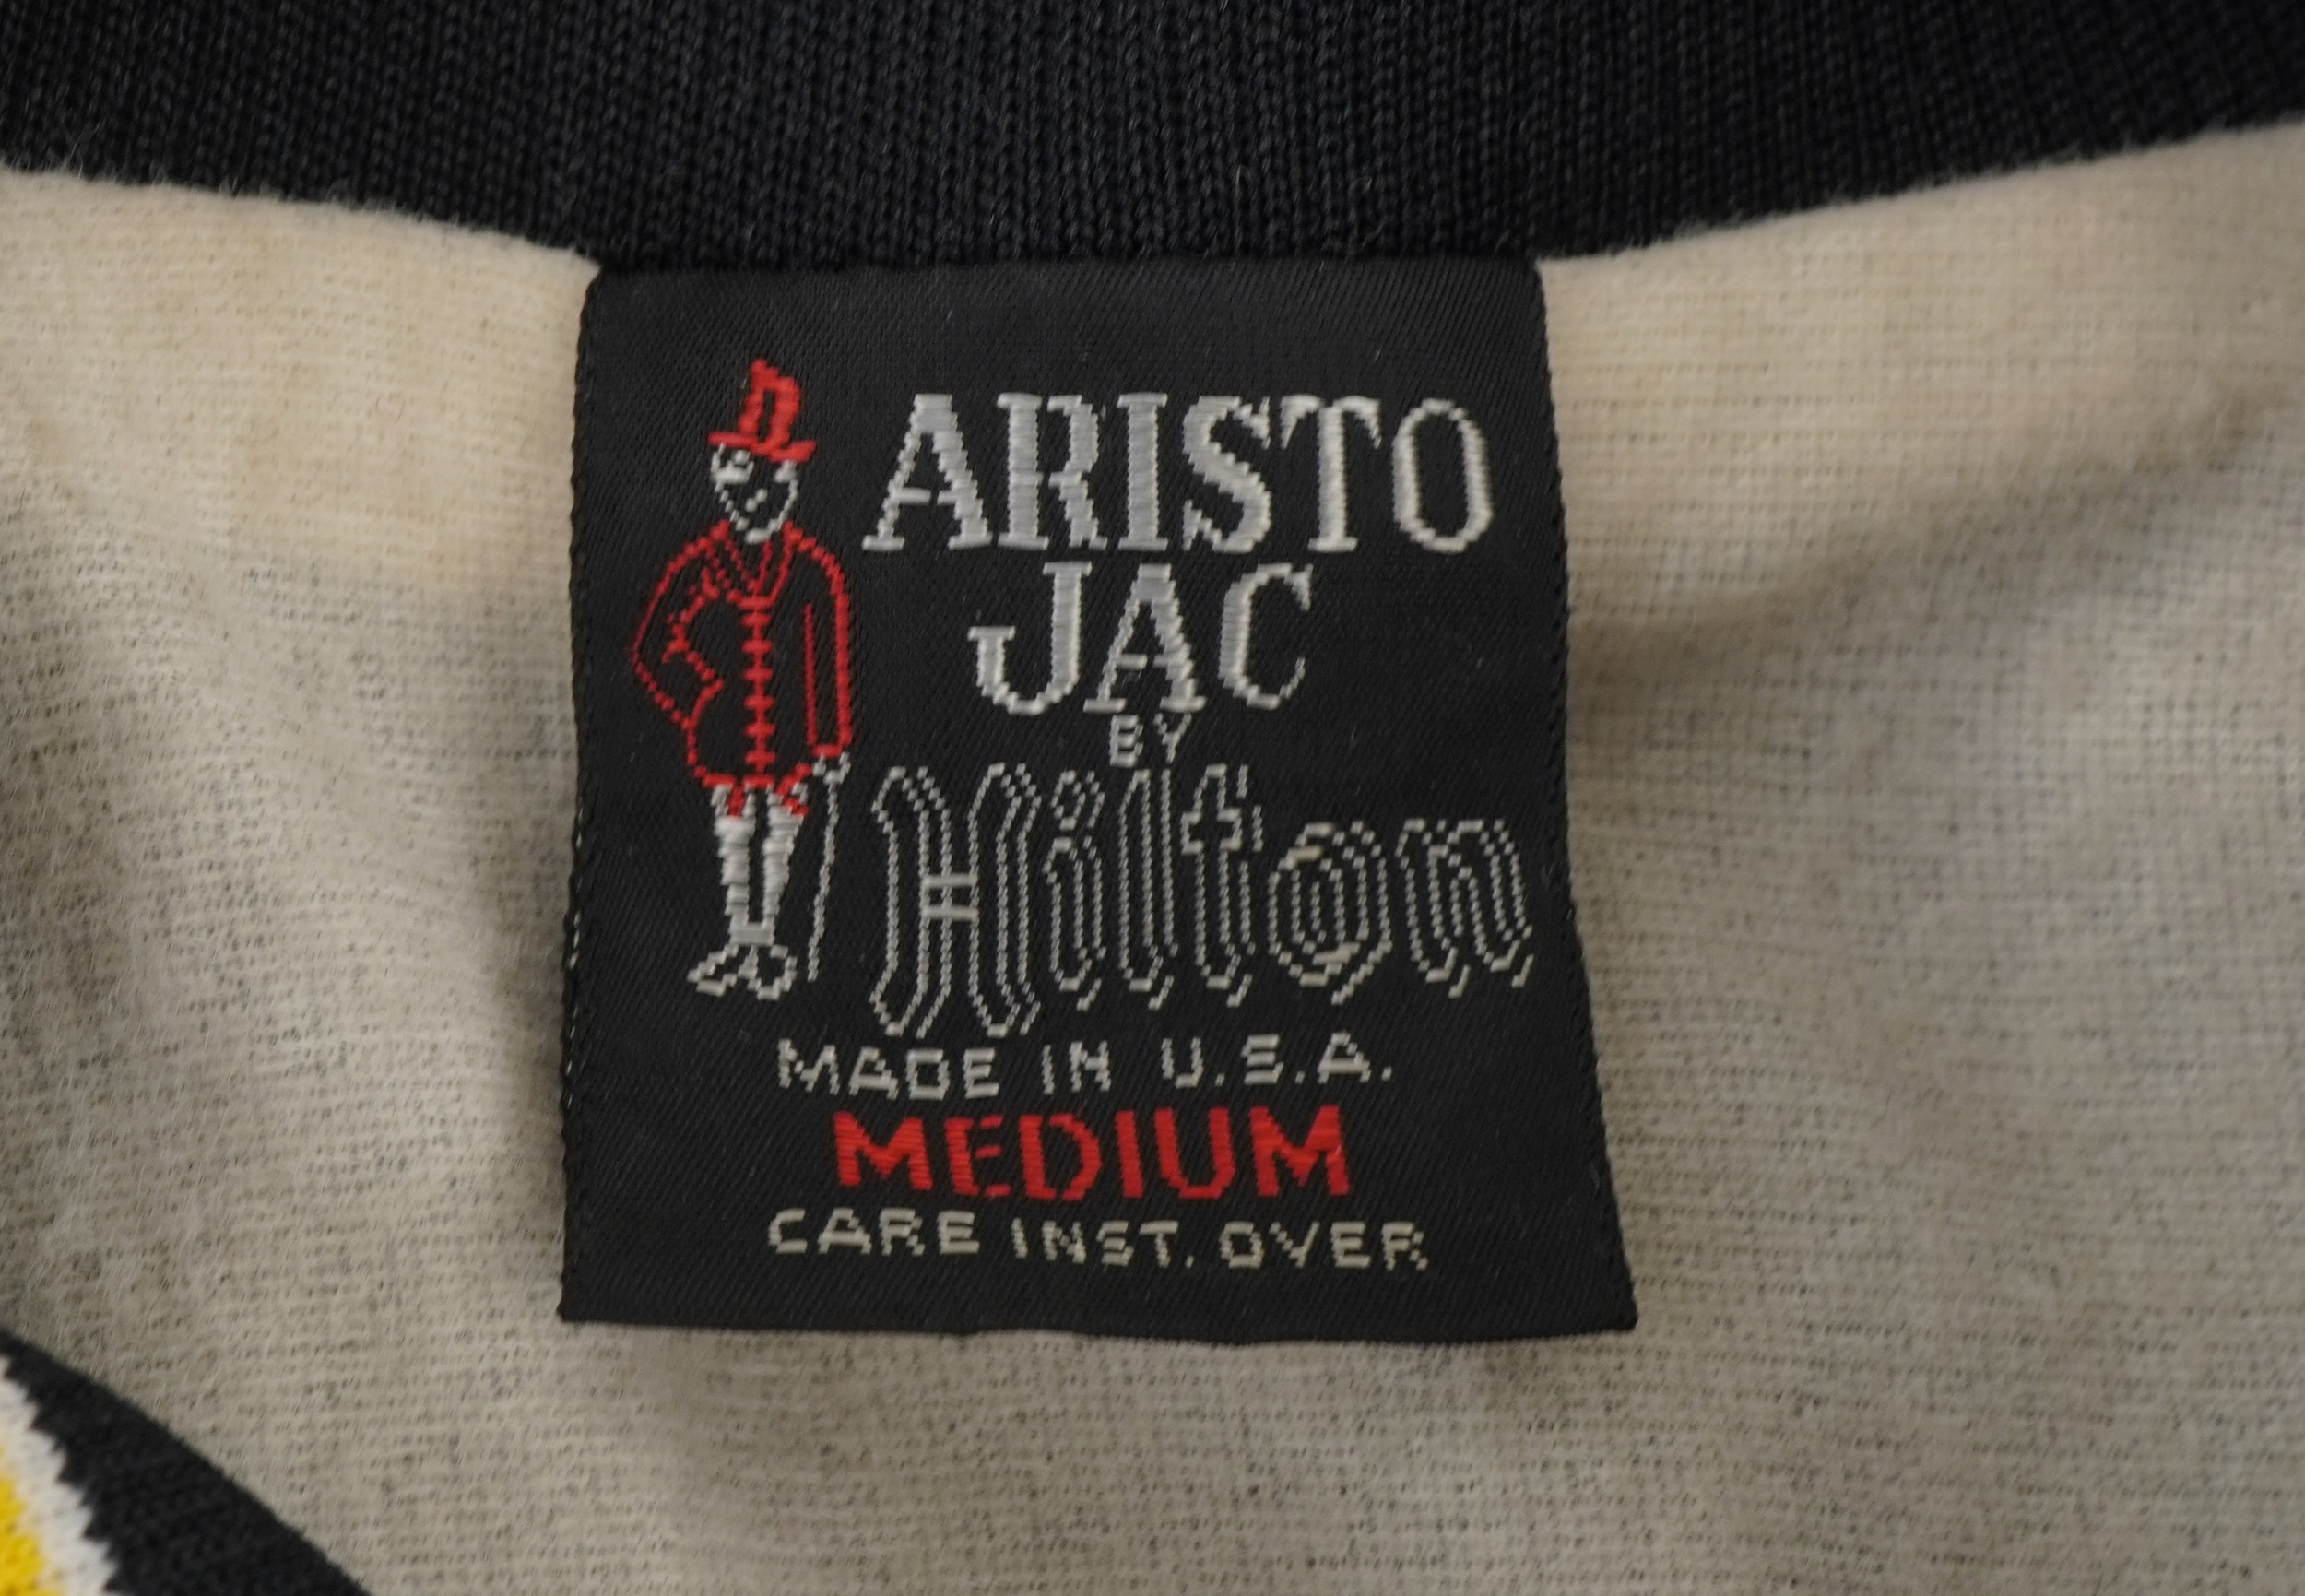 ARISTO
JAC
BY
Hilton
MADE IN U.S.A.
MEDIUM
CARE INST. OVER